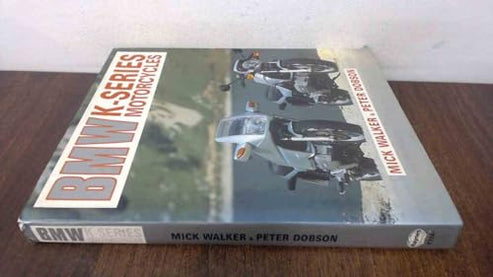 BMW
K-SERIES
MOTORCYCLES
MICK WALKER & PETER DOBSON
BMW K SERIES MICK WALKER & PETER DOBSON